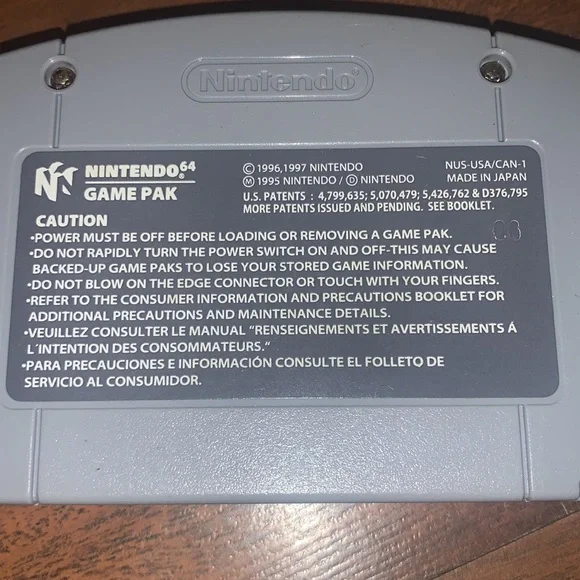 Nintendo®
NINTENDO®64
GAME PAK
© 1996,1997 NINTENDO
Ⓜ 1995 NINTENDO / Ⓓ NINTENDO
NUS-USA/CAN-1
MADE IN JAPAN
U.S. PATENTS : 4,799,635; 5,070,479; 5,426,762 & D376,795
MORE PATENTS ISSUED AND PENDING. SEE BOOKLET.
CAUTION
•POWER MUST BE OFF BEFORE LOADING OR REMOVING A GAME PAK.
•DO NOT RAPIDLY TURN THE POWER SWITCH ON AND OFF-THIS MAY CAUSE
BACKED-UP GAME PAKS TO LOSE YOUR STORED GAME INFORMATION.
•DO NOT BLOW ON THE EDGE CONNECTOR OR TOUCH WITH YOUR FINGERS.
•REFER TO THE CONSUMER INFORMATION AND PRECAUTIONS BOOKLET FOR
ADDITIONAL PRECAUTIONS AND MAINTENANCE DETAILS.
•VEUILLEZ CONSULTER LE MANUAL “RENSEIGNEMENTS ET AVERTISSEMENTS Á
L´INTENTION DES CONSOMMATEURS.“
•PARA PRECAUCIONES E INFORMACIÓN CONSULTE EL FOLLETO DE
SERVICIO AL CONSUMIDOR.